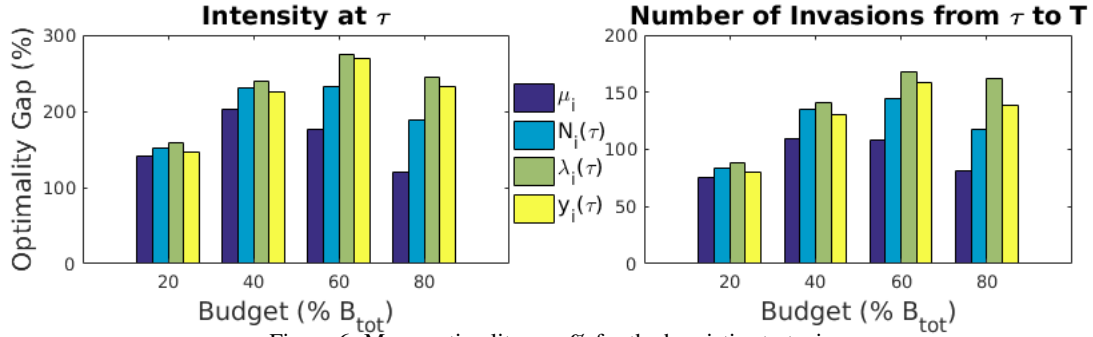 Intensity at τ
Optimality Gap (%)
300
200
100
0
20 40 60 80
Budget (% B_tot)
μ_i
N_i(τ)
λ_i(τ)
y_i(τ)
Number of Invasions from τ to T
200
150
100
50
0
20 40 60 80
Budget (% B_tot)